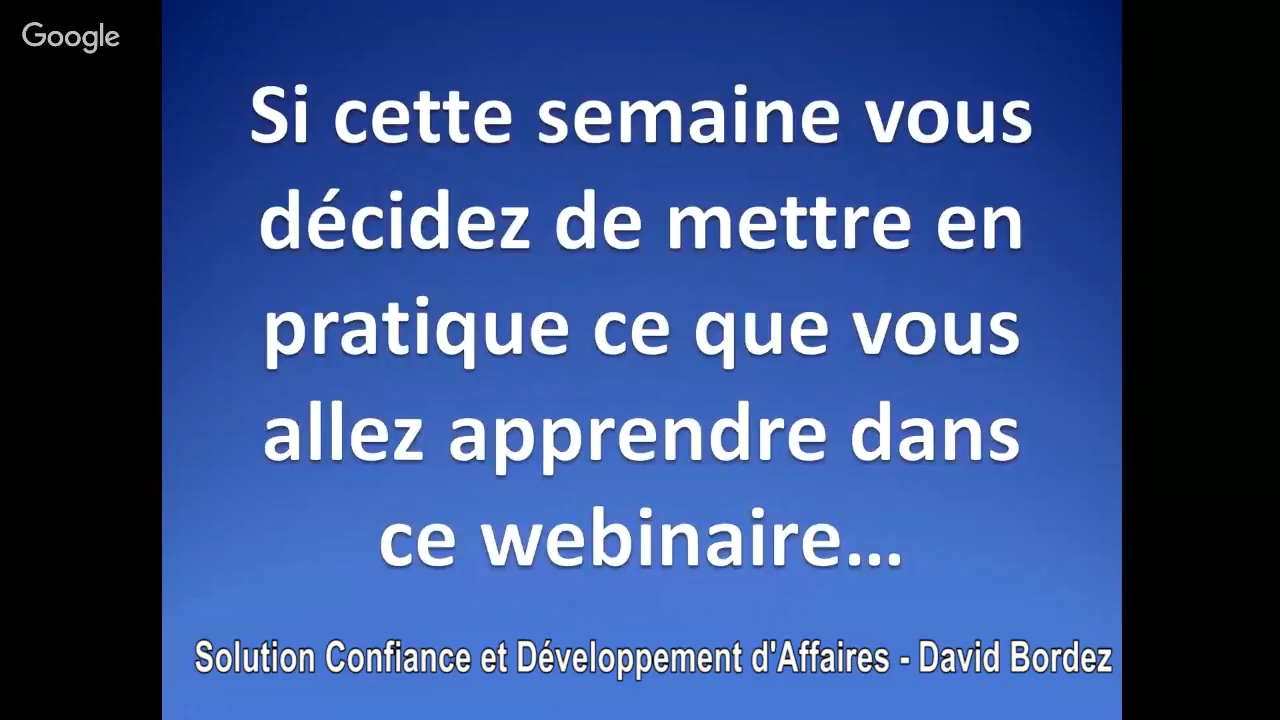 Google
Si cette semaine vous
décidez de mettre en
pratique ce que vous
allez apprendre dans
ce webinaire...
Solution Confiance et Développement d'Affaires - David Bordez